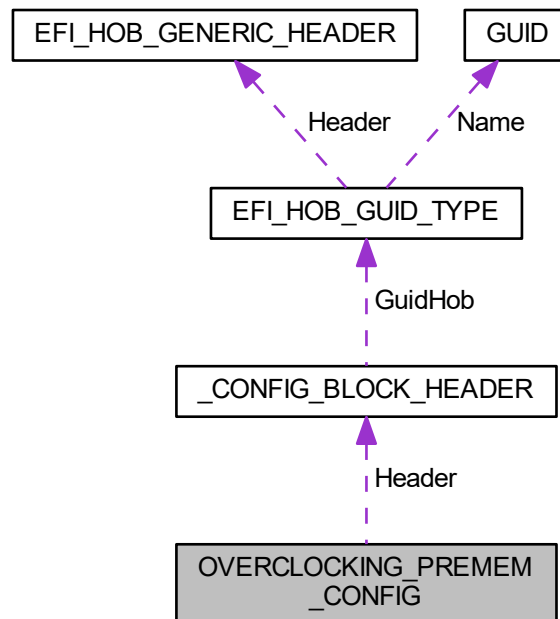 EFI_HOB_GENERIC_HEADER
GUID
Header
Name
EFI_HOB_GUID_TYPE
GuidHob
_CONFIG_BLOCK_HEADER
Header
OVERCLOCKING_PREMEM
_CONFIG